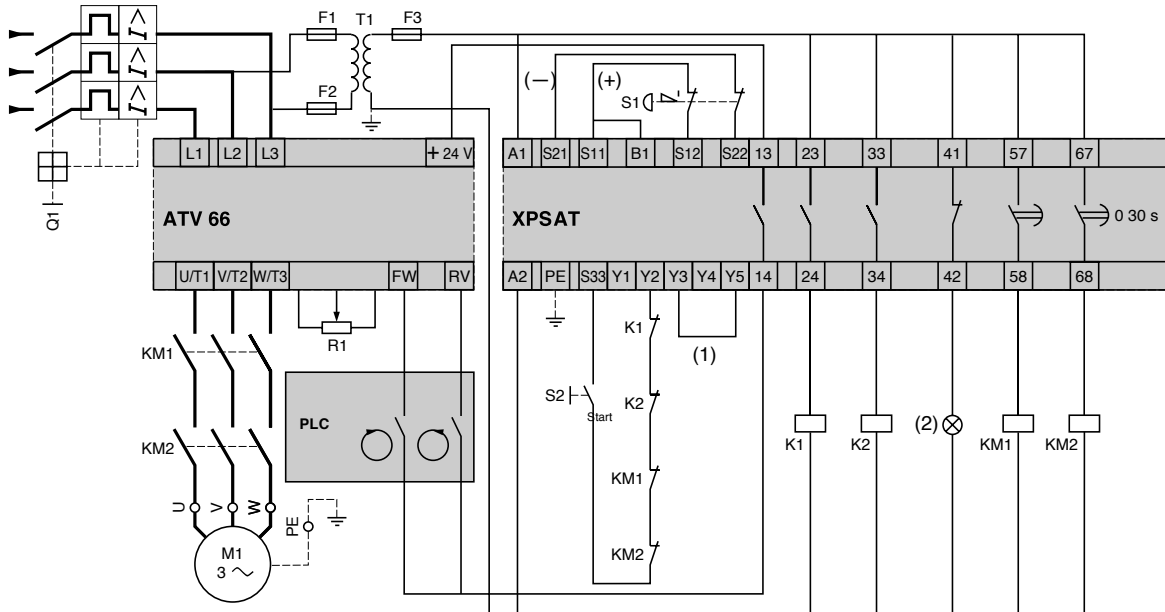 F1 T1 F3
F2
(—) (+)
S1
L1 L2 L3 + 24 V
A1 S21 S11 B1 S12 S22 13 23 33 41 57 67
Q1
ATV 66
XPSAT
0 30 s
U/T1 V/T2 W/T3 FW RV
A2 PE S33 Y1 Y2 Y3 Y4 Y5 14 24 34 42 58 68
R1
KM1
K1
(1)
PLC
S2
Start
K2
K1 K2 (2) KM1 KM2
KM2
KM1
U V W
PE
KM2
M1
3